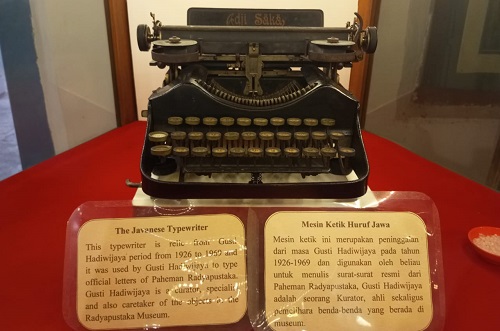 Adji Saka
The Javenese Typewriter
This typewriter is relic from Gusti
Hadiwijaya period from 1926 to 1969 and
it was used by Gusti Hadiwijaya to type
official letters of Paheman Radyapustaka.
Gusti Hadiwijaya is curator, specialist
and also caretaker of the objects in the
Radyapustaka Museum.
Mesin Ketik Huruf Jawa
Mesin ketik ini merupakan peninggalan
dari masa Gusti Hadiwijaya pada tahun
1926-1969 dan digunakan oleh beliau
untuk menulis surat-surat resmi dari
Paheman Radyapustaka, Gusti Hadiwijaya
adalah seorang Kurator, ahli sekaligus
pemelihara benda-benda yang berada di
museum.